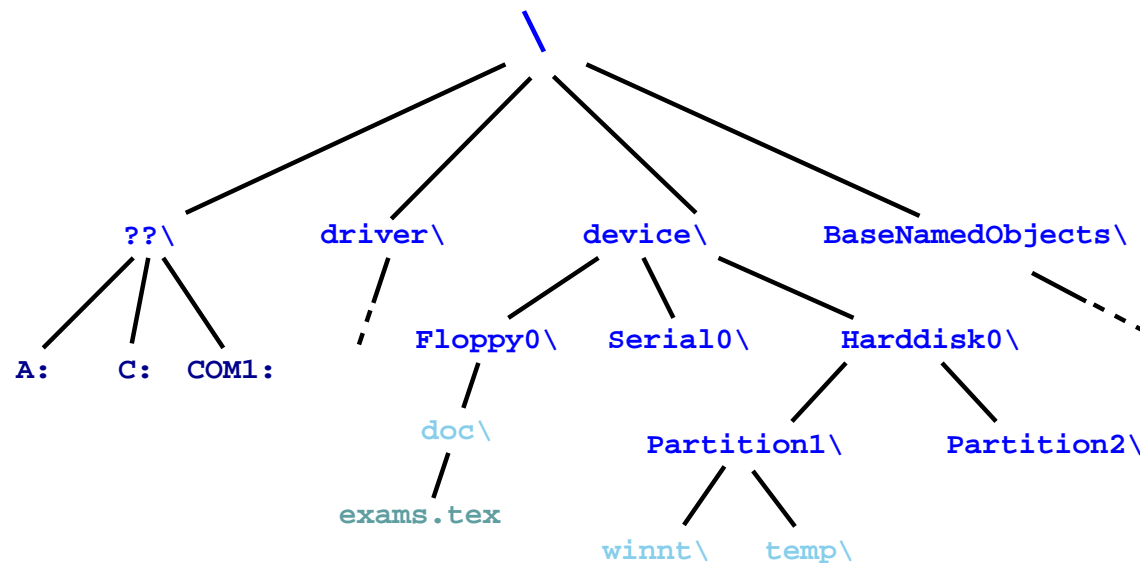 \
??\ driver\ device\ BaseNamedObjects\
Floppy0\ Serial0\ Harddisk0\
A: C: COM1:
doc\
Partition1\ Partition2\
exams.tex
winnt\ temp\